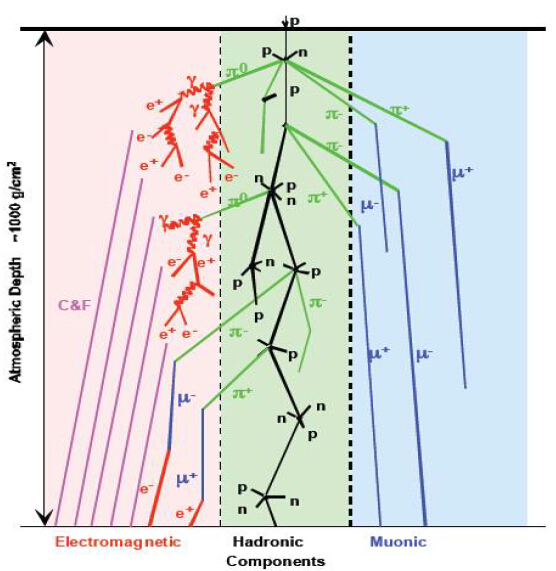 p
p n
π0
p
γ
π+
e+
γ
π-
e-
π-
e+
e-
e-
e+
n p
n
μ+
π0
π+
μ-
γ
γ
e-
e+
n
p
p
C&F
p
π-
e+ e-
π-
p
μ+
μ-
μ-
π+
n n
p
μ+
e-
p
n
n
e+
Atmospheric Depth ~1000 g/cm2
Electromagnetic Hadronic Muonic
Components